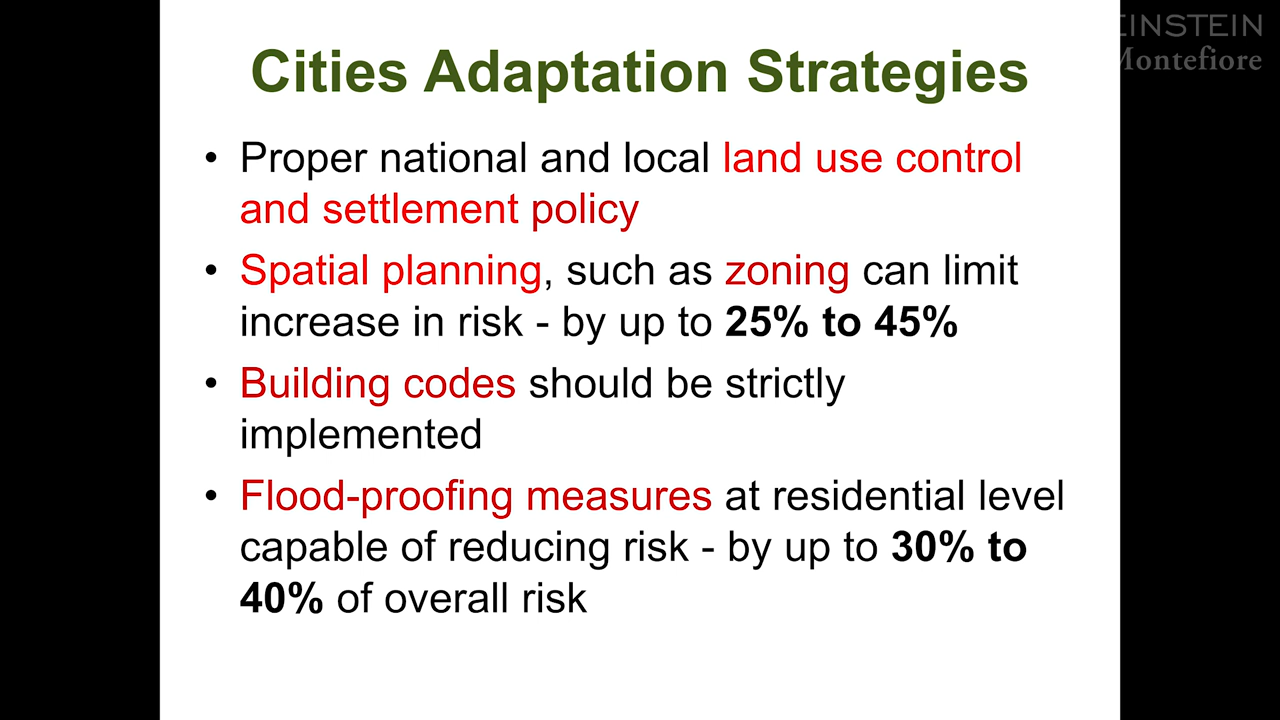 EINSTEIN
Montefiore
Cities Adaptation Strategies
• Proper national and local land use control
and settlement policy
• Spatial planning, such as zoning can limit
increase in risk - by up to 25% to 45%
• Building codes should be strictly
implemented
• Flood-proofing measures at residential level
capable of reducing risk - by up to 30% to
40% of overall risk